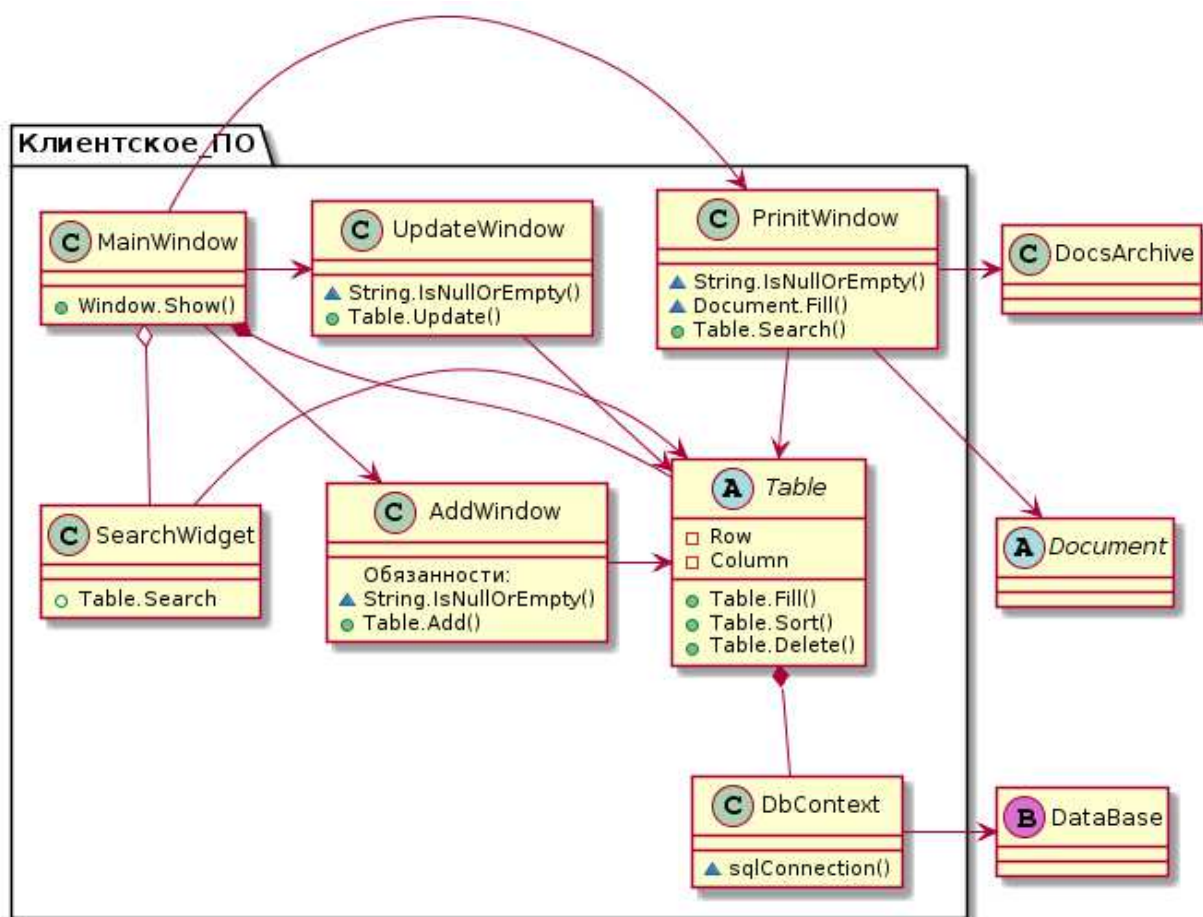 Клиентское_ПО
C MainWindow
Window.Show()
C UpdateWindow
String.IsNullOrEmpty()
Table.Update()
C PrinitWindow
String.IsNullOrEmpty()
Document.Fill()
Table.Search()
C DocsArchive
C SearchWidget
Table.Search
C AddWindow
Обязанности:
String.IsNullOrEmpty()
Table.Add()
A Table
Row
Column
Table.Fill()
Table.Sort()
Table.Delete()
A Document
C DbContext
sqlConnection()
B DataBase